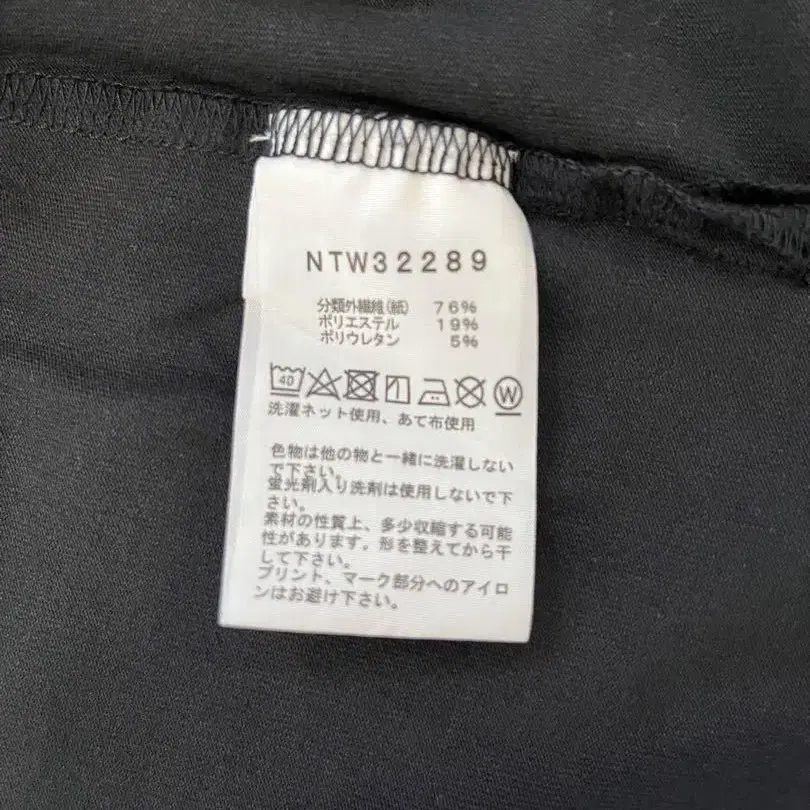 NTW32289
分類外繊維(紙) 76%
ポリエステル 19%
ポリウレタン 5%
40
W
洗濯ネット使用、あて布使用
色物は他の物と一緒に洗濯しない
で下さい。
蛍光剤入り洗剤は使用しないで下
さい。
素材の性質上、多少収縮する可能
性があります。形を整えてから干
して下さい。
プリント、マーク部分へのアイロ
ンはお避け下さい。